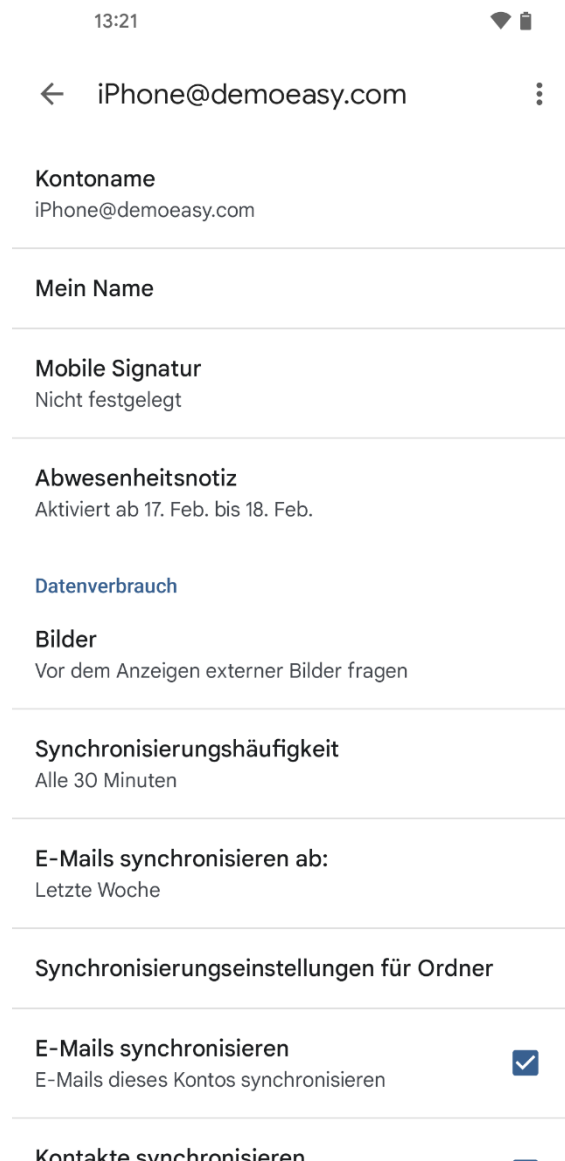 13:21
iPhone@demoeasy.com
Kontoname
iPhone@demoeasy.com
Mein Name
Mobile Signatur
Nicht festgelegt
Abwesenheitsnotiz
Aktiviert ab 17. Feb. bis 18. Feb.
Datenverbrauch
Bilder
Vor dem Anzeigen externer Bilder fragen
Synchronisierungshäufigkeit
Alle 30 Minuten
E-Mails synchronisieren ab:
Letzte Woche
Synchronisierungseinstellungen für Ordner
E-Mails synchronisieren
E-Mails dieses Kontos synchronisieren
Kontakte synchronisieren